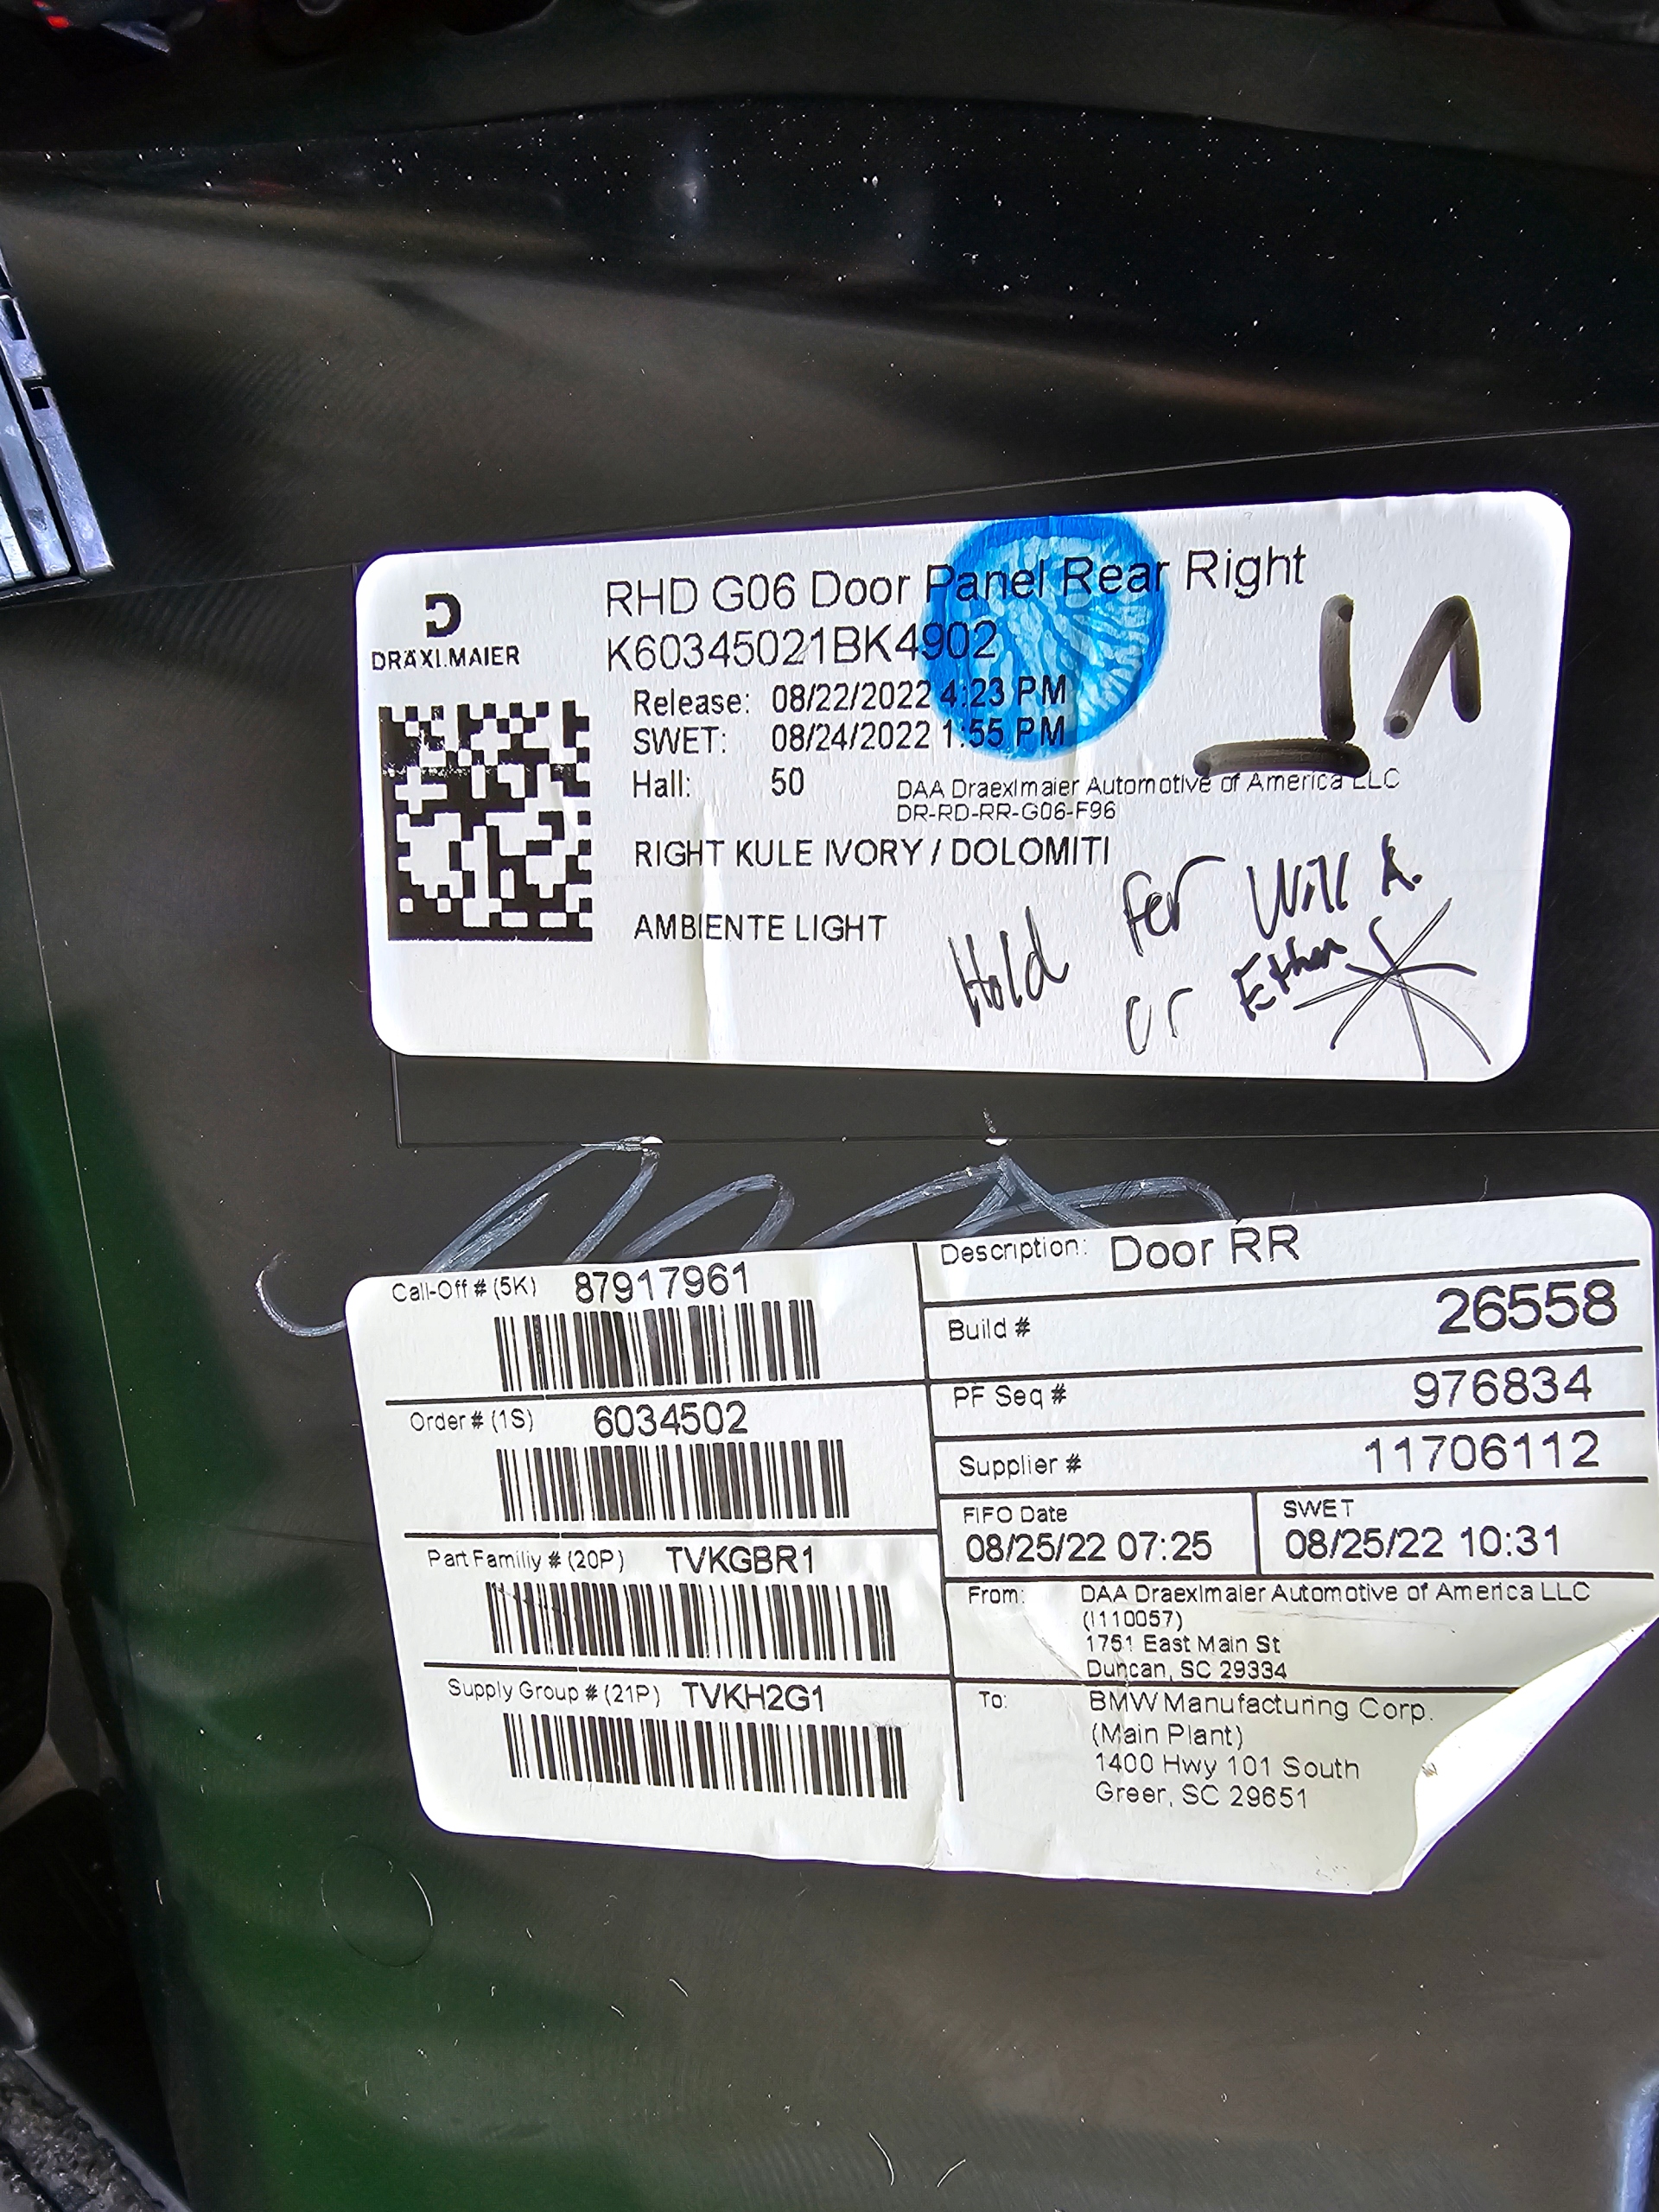 DRÄXLMAIER
RHD G06 Door Panel Rear Right
K60345021BK4902
Release: 08/22/2022 4:23 PM
SWET: 08/24/2022 1:55 PM
Hall: 50
DAA Draexlmaier Automotive of America LLC
DR-RD-RR-G06-F96
RIGHT KULE IVORY / DOLOMITI
AMBIENTE LIGHT
Hold For Will A.
or Ethan
Call-Off # (5K) 87917961
Order # (1S) 6034502
Part Familiy # (20P) TVKGBR1
Supply Group # (21P) TVKH2G1
Description: Door RR
Build # 26558
PF Seq # 976834
Supplier # 11706112
FIFO Date
08/25/22 07:25
SWET
08/25/22 10:31
From: DAA Draexlmaier Automotive of America LLC
(I110057)
1751 East Main St
Duncan, SC 29334
To: BMW Manufacturing Corp.
(Main Plant)
1400 Hwy 101 South
Greer, SC 29651